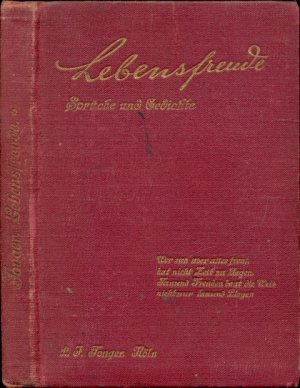 Lebensfreude
Sprüche und Gedichte
Wer sich über alles freut,
hat nicht Zeit zu klagen.
Tausend Freuden beut die Welt
nicht nur tausend Plagen
P. J. Tonger, Köln
Tonger, Lebensfreude